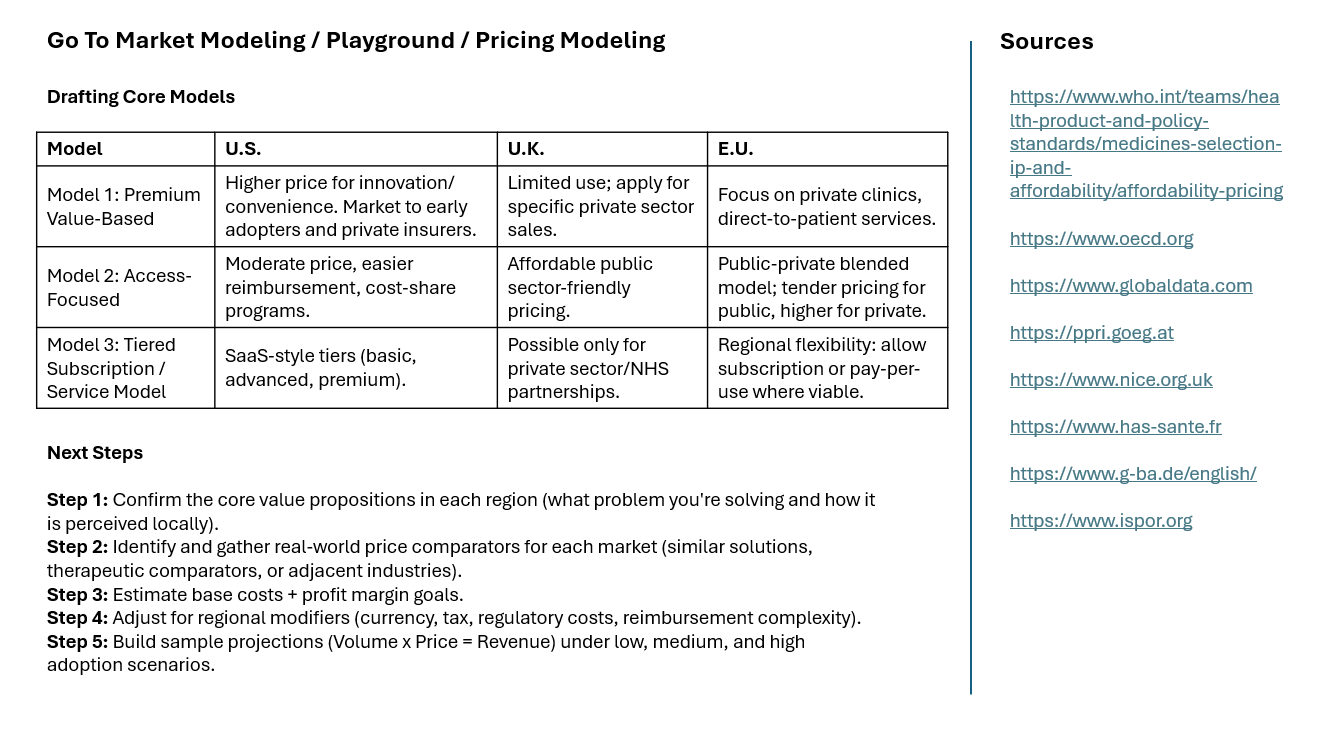 Go To Market Modeling / Playground / Pricing Modeling
Drafting Core Models
Model
U.S.
U.K.
E.U.
Model 1: Premium
Value-Based
Higher price for innovation/
convenience. Market to early
adopters and private insurers.
Limited use; apply for
specific private sector
sales.
Focus on private clinics,
direct-to-patient services.
Model 2: Access-
Focused
Moderate price, easier
reimbursement, cost-share
programs.
Affordable public
sector-friendly
pricing.
Public-private blended
model; tender pricing for
public, higher for private.
Model 3: Tiered
Subscription /
Service Model
SaaS-style tiers (basic,
advanced, premium).
Possible only for
private sector/NHS
partnerships.
Regional flexibility: allow
subscription or pay-per-
use where viable.
Next Steps
Step 1: Confirm the core value propositions in each region (what problem you're solving and how it
is perceived locally).
Step 2: Identify and gather real-world price comparators for each market (similar solutions,
therapeutic comparators, or adjacent industries).
Step 3: Estimate base costs + profit margin goals.
Step 4: Adjust for regional modifiers (currency, tax, regulatory costs, reimbursement complexity).
Step 5: Build sample projections (Volume x Price = Revenue) under low, medium, and high
adoption scenarios.
Sources
https://www.who.int/teams/hea
lth-product-and-policy-
standards/medicines-selection-
ip-and-
affordability/affordability-pricing
https://www.oecd.org
https://www.globaldata.com
https://ppri.goeg.at
https://www.nice.org.uk
https://www.has-sante.fr
https://www.g-ba.de/english/
https://www.ispor.org